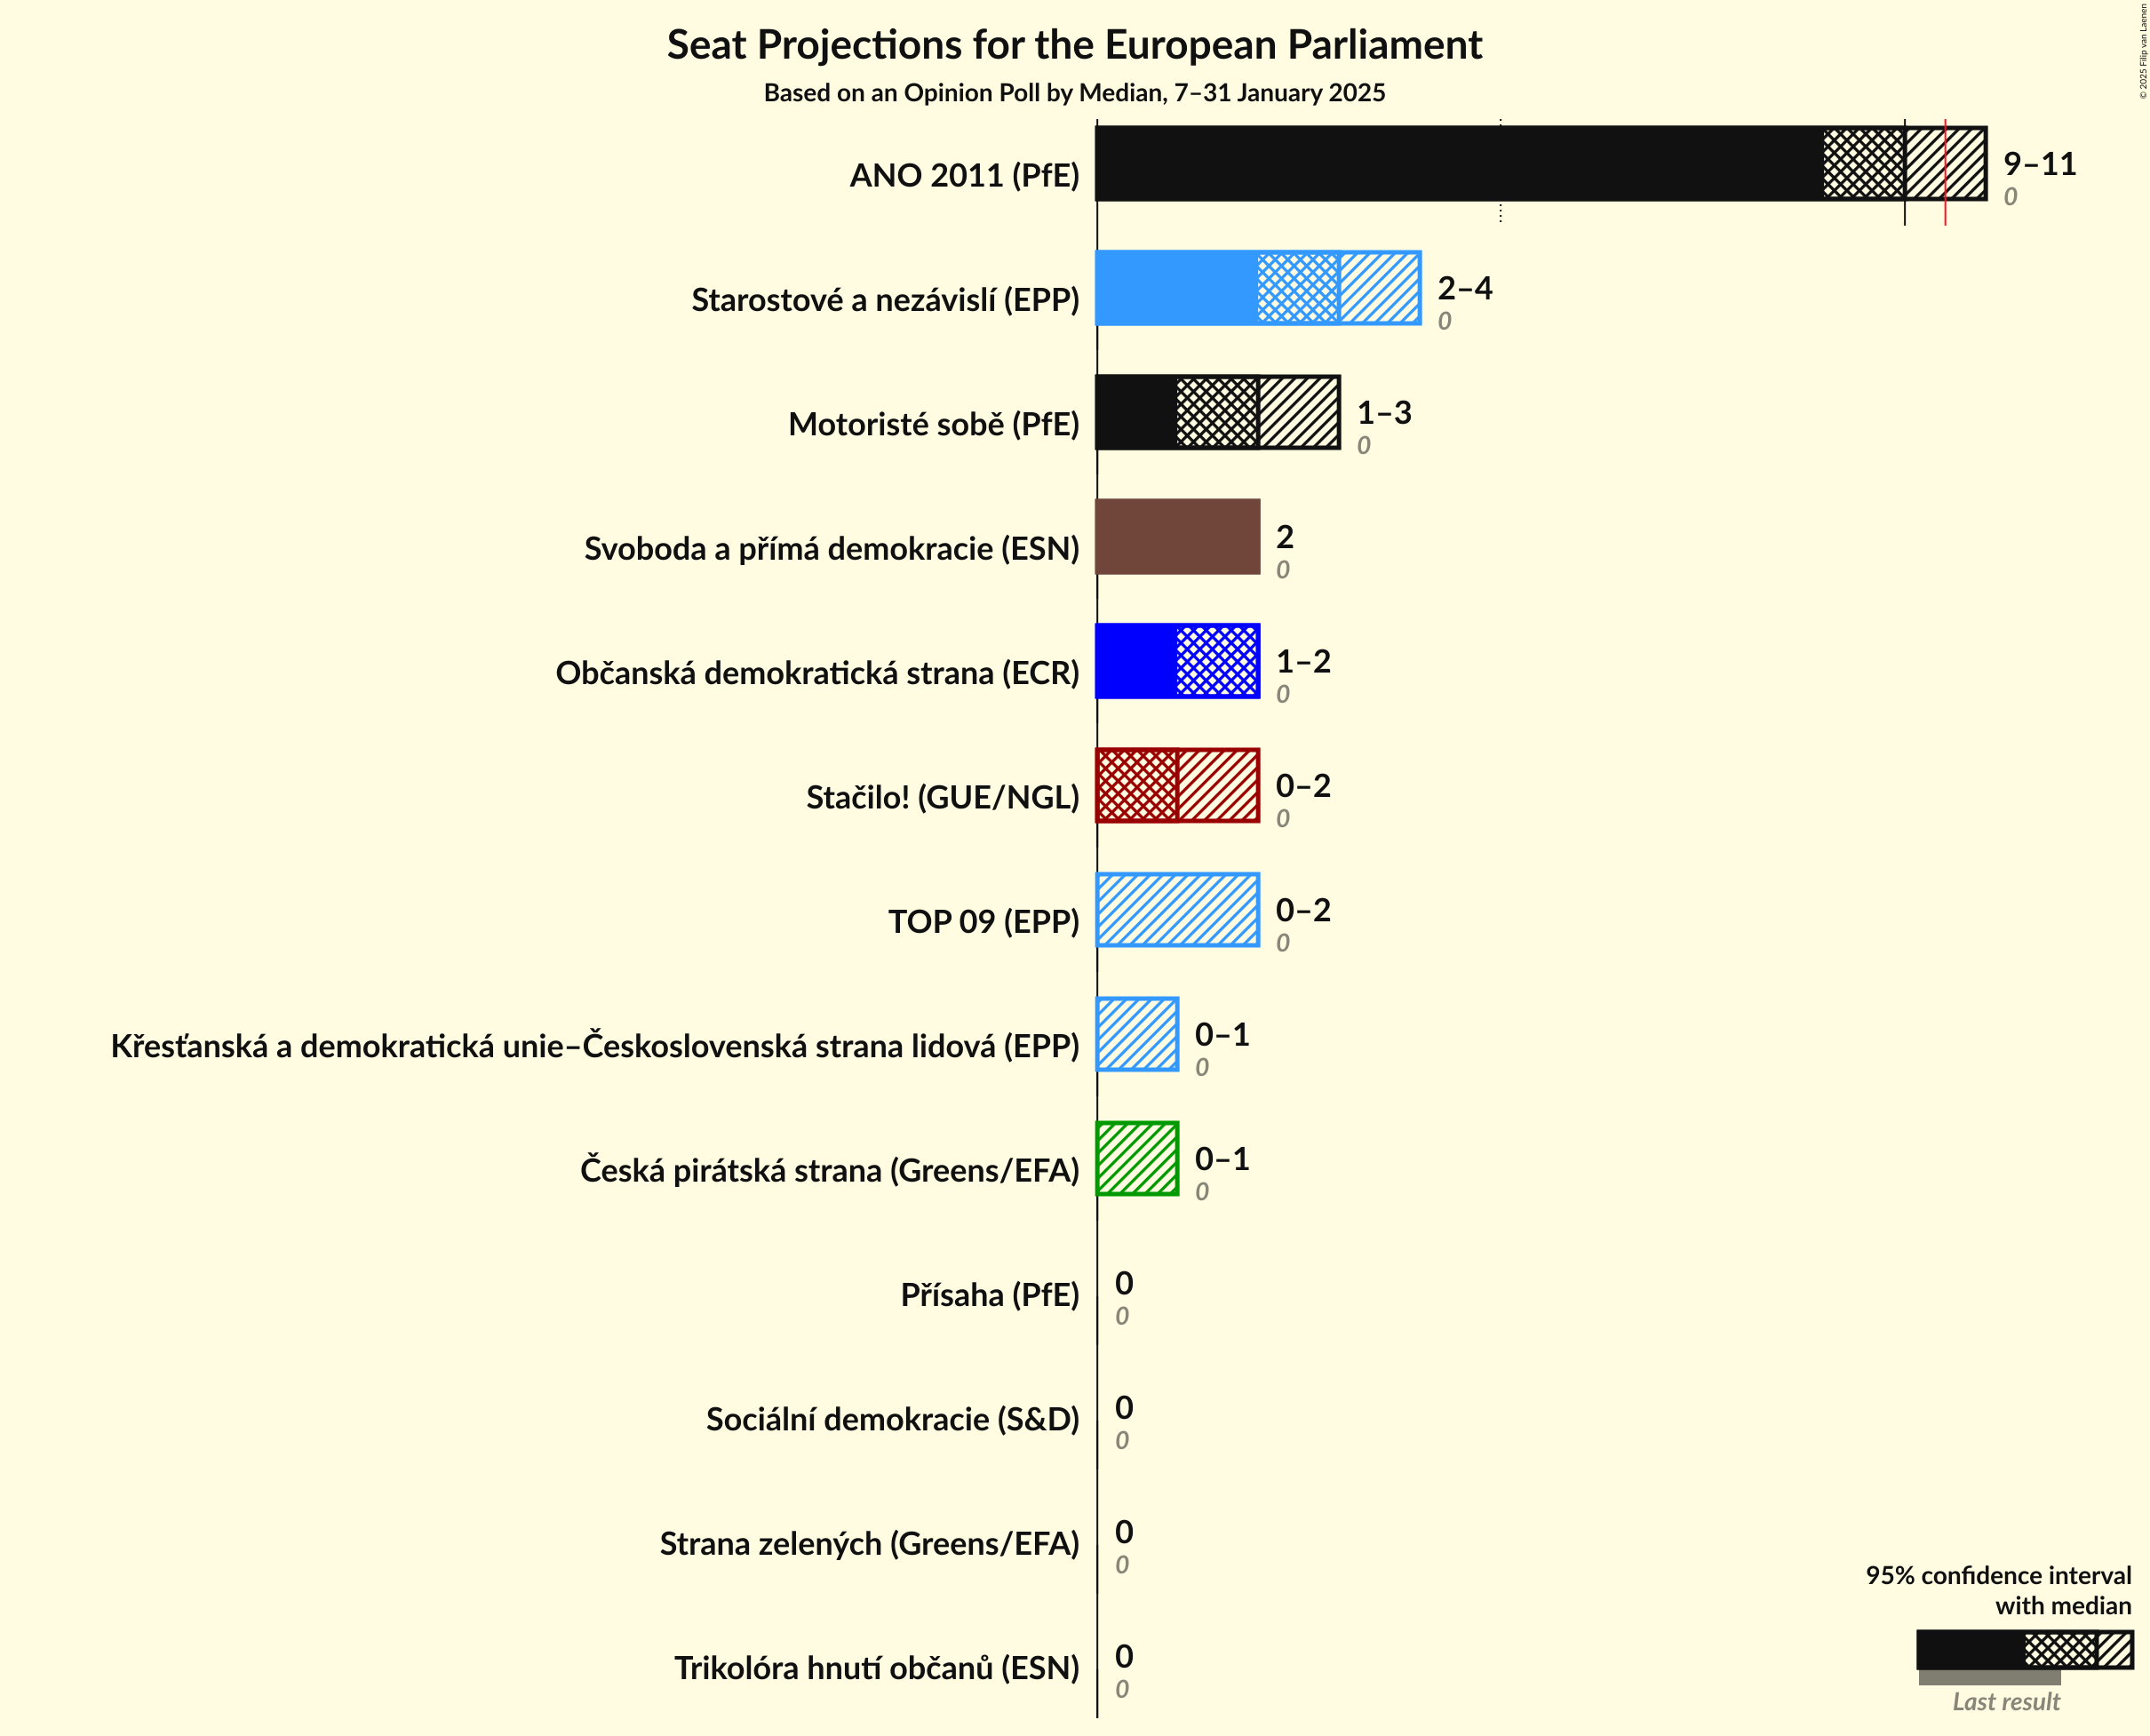 Seat Projections for the European Parliament
Based on an Opinion Poll by Median, 7–31 January 2025
© 2025 Filip van Laenen
ANO 2011 (PfE)
9–11
0
Starostové a nezávislí (EPP)
2–4
0
Motoristé sobě (PfE)
1–3
0
Svoboda a přímá demokracie (ESN)
2
0
Občanská demokratická strana (ECR)
1–2
0
Stačilo! (GUE/NGL)
0–2
0
TOP 09 (EPP)
0–2
0
Křesťanská a demokratická unie–Československá strana lidová (EPP)
0–1
0
Česká pirátská strana (Greens/EFA)
0–1
0
Přísaha (PfE)
0
0
Sociální demokracie (S&D)
0
0
Strana zelených (Greens/EFA)
0
0
Trikolóra hnutí občanů (ESN)
0
0
95% confidence interval
with median
Last result